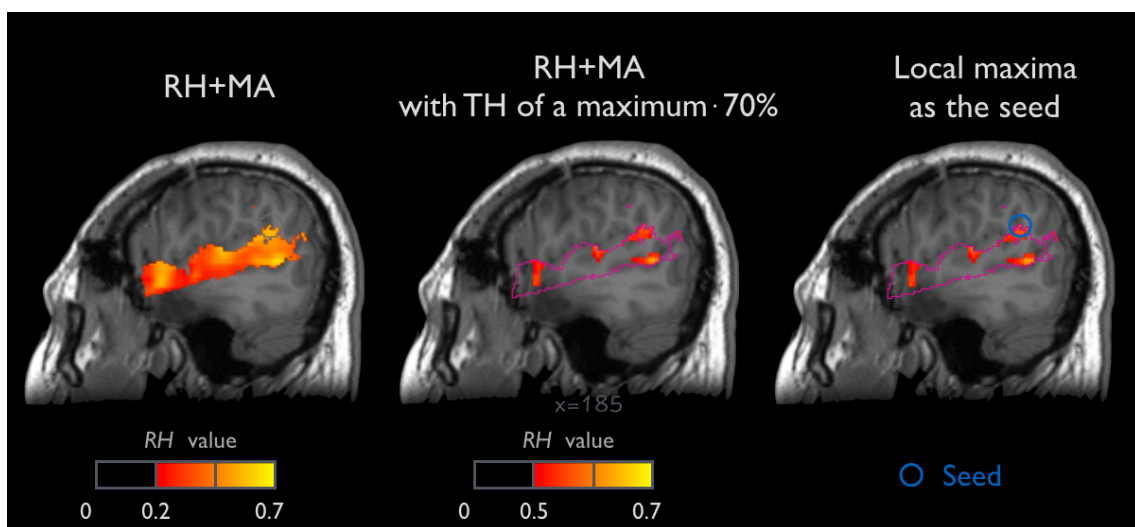 RH+MA
RH+MA
with TH of a maximum · 70%
Local maxima
as the seed
x=185
RH value
0 0.2 0.7
RH value
0 0.5 0.7
Seed